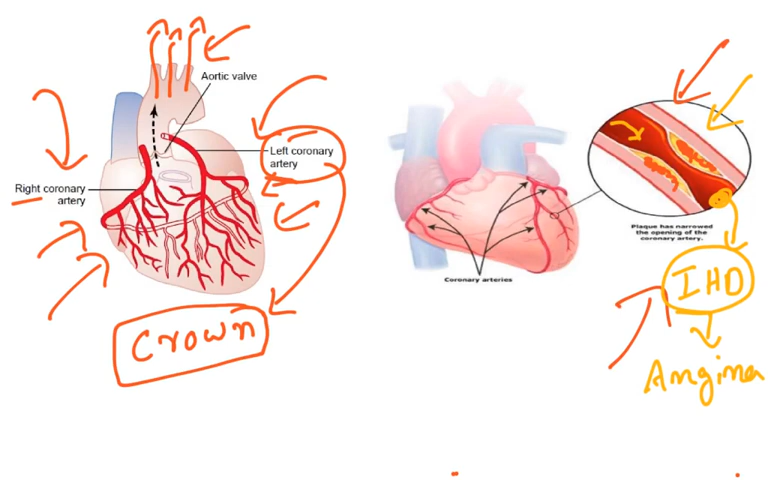 Aortic valve
Left coronary
artery
Right coronary
artery
Crown
Plaque has narrowed
the opening of the
coronary artery.
Coronary arteries
IHD
Angina